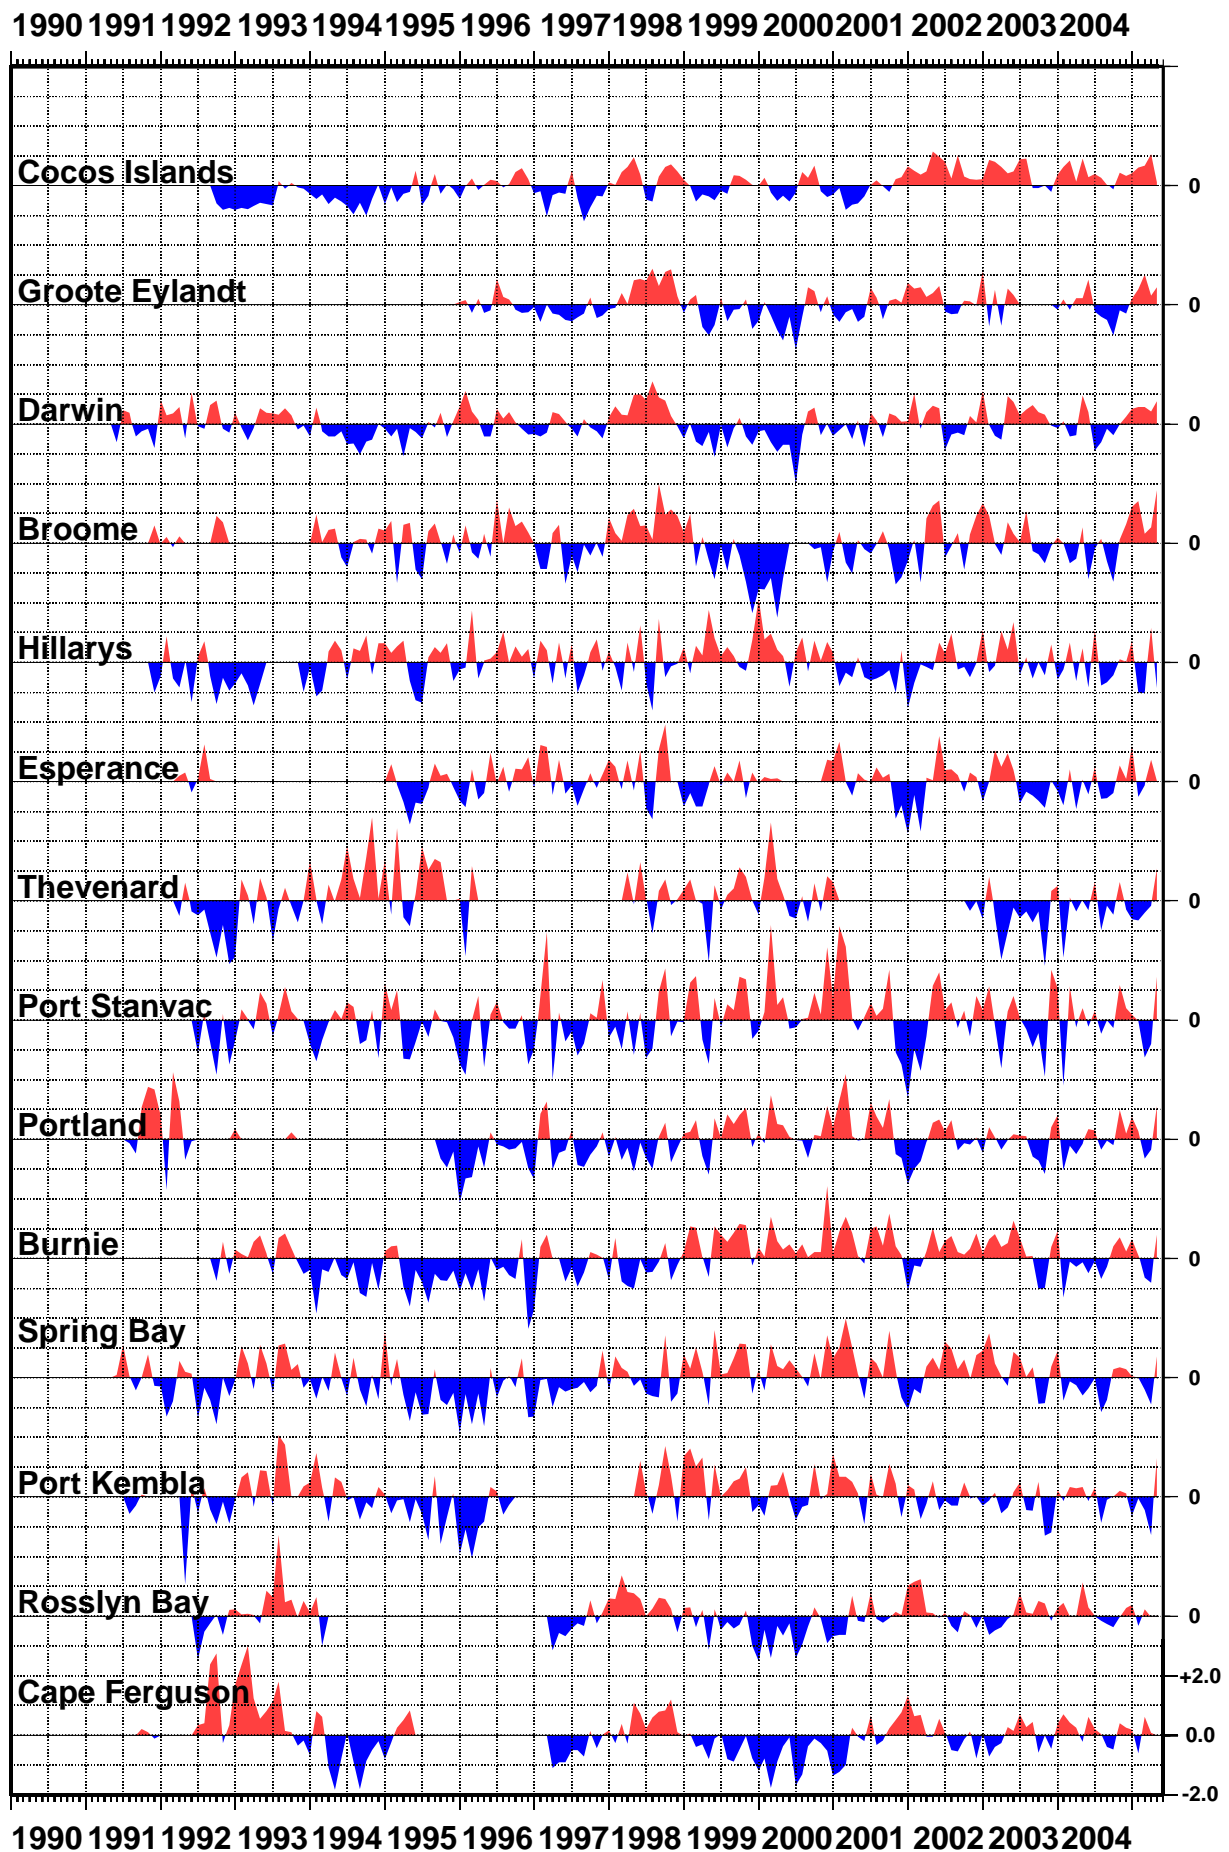 1990 1991 1992 1993 1994 1995 1996 1997 1998 1999 2000 2001 2002 2003 2004
Cocos Islands 0
Groote Eylandt 0
Darwin 0
Broome 0
Hillarys 0
Esperance 0
Thevenard 0
Port Stanvac 0
Portland 0
Burnie 0
Spring Bay 0
Port Kembla 0
Rosslyn Bay 0
+2.0
Cape Ferguson
0.0
-2.0
1990 1991 1992 1993 1994 1995 1996 1997 1998 1999 2000 2001 2002 2003 2004